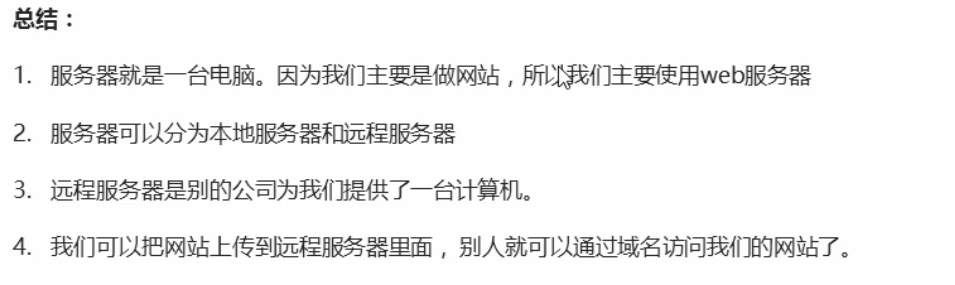 总结：
1. 服务器就是一台电脑。因为我们主要是做网站，所以我们主要使用web服务器
2. 服务器可以分为本地服务器和远程服务器
3. 远程服务器是别的公司为我们提供了一台计算机。
4. 我们可以把网站上传到远程服务器里面，别人就可以通过域名访问我们的网站了。